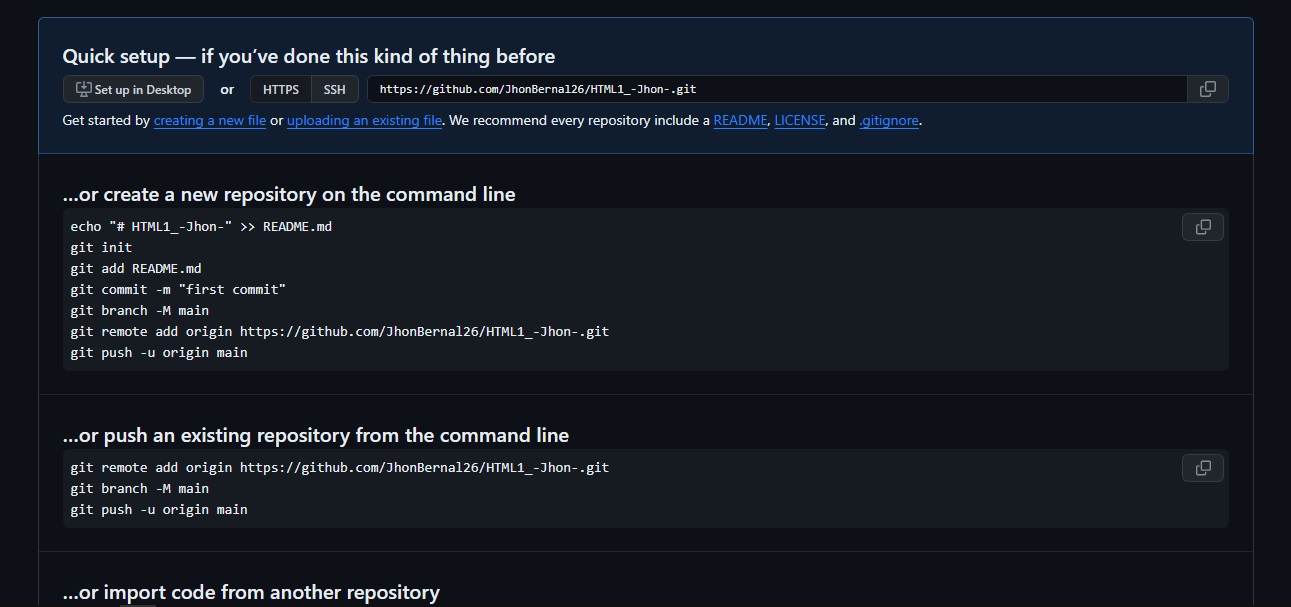 Quick setup — if you’ve done this kind of thing before
Set up in Desktop or HTTPS SSH https://github.com/JhonBernal26/HTML1_-Jhon-.git
Get started by creating a new file or uploading an existing file. We recommend every repository include a README, LICENSE, and .gitignore.
…or create a new repository on the command line
echo "# HTML1_-Jhon-" >> README.md
git init
git add README.md
git commit -m "first commit"
git branch -M main
git remote add origin https://github.com/JhonBernal26/HTML1_-Jhon-.git
git push -u origin main
…or push an existing repository from the command line
git remote add origin https://github.com/JhonBernal26/HTML1_-Jhon-.git
git branch -M main
git push -u origin main
…or import code from another repository